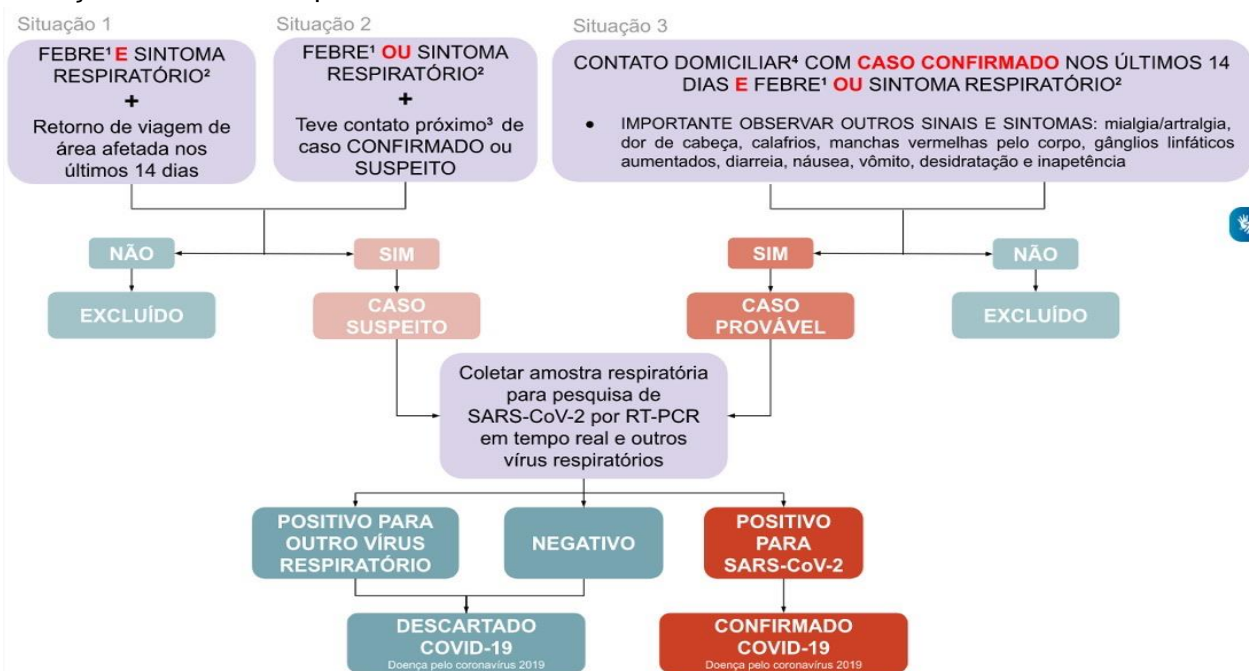 Situação 1
FEBRE¹ E SINTOMA
RESPIRATÓRIO²
+
Retorno de viagem de
área afetada nos
últimos 14 dias
Situação 2
FEBRE¹ OU SINTOMA
RESPIRATÓRIO²
+
Teve contato próximo³ de
caso CONFIRMADO ou
SUSPEITO
Situação 3
CONTATO DOMICILIAR⁴ COM CASO CONFIRMADO NOS ÚLTIMOS 14
DIAS E FEBRE¹ OU SINTOMA RESPIRATÓRIO²
● IMPORTANTE OBSERVAR OUTROS SINAIS E SINTOMAS: mialgia/artralgia,
dor de cabeça, calafrios, manchas vermelhas pelo corpo, gânglios linfáticos
aumentados, diarreia, náusea, vômito, desidratação e inapetência
NÃO
SIM
SIM
NÃO
EXCLUÍDO
CASO
SUSPEITO
CASO
PROVÁVEL
EXCLUÍDO
Coletar amostra respiratória
para pesquisa de
SARS-CoV-2 por RT-PCR
em tempo real e outros
vírus respiratórios
POSITIVO PARA
OUTRO VÍRUS
RESPIRATÓRIO
NEGATIVO
POSITIVO
PARA
SARS-CoV-2
DESCARTADO
COVID-19
Doença pelo coronavírus 2019
CONFIRMADO
COVID-19
Doença pelo coronavírus 2019